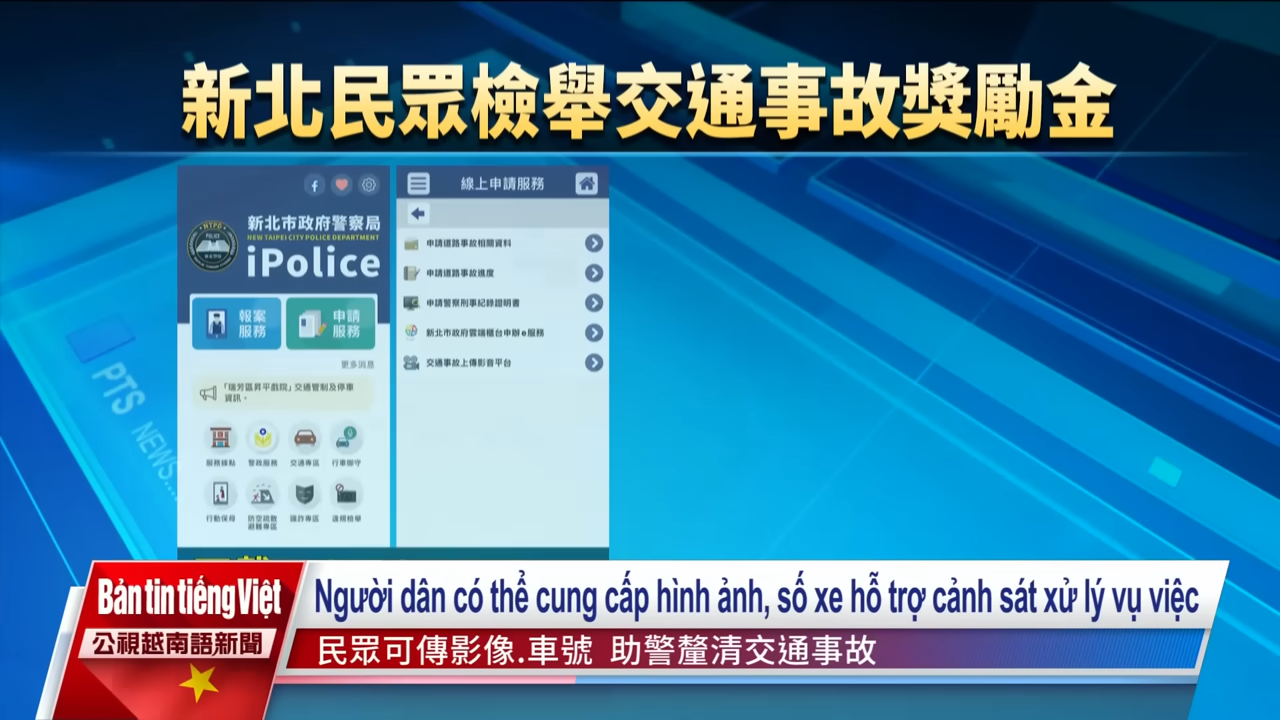 新北民眾檢舉交通事故獎勵金
新北市政府警察局
NEW TAIPEI CITY POLICE DEPARTMENT
iPolice
報案
服務
申請
服務
更多消息
「瑞芳區昇平戲院」交通管制及停車
資訊。
服務據點
警政服務
交通專區
行車御守
行動保母
防空疏散
避難專區
識詐專區
違規檢舉
線上申請服務
申請道路事故相關資料
申請道路事故進度
申請警察刑事紀錄證明書
新北市政府雲端櫃台申辦e服務
交通事故上傳影音平台
PTS
NEWS...
Bản tin tiếng Việt
公視越南語新聞
Người dân có thể cung cấp hình ảnh, số xe hỗ trợ cảnh sát xử lý vụ việc
民眾可傳影像.車號 助警釐清交通事故